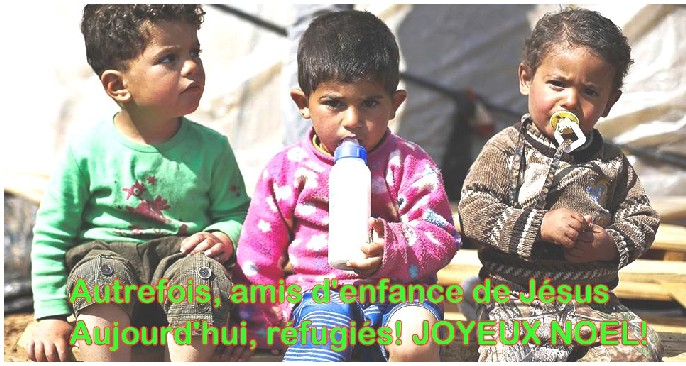 Autrefois, amis d'enfance de Jésus
Aujourd'hui, réfugiés! JOYEUX NOEL!